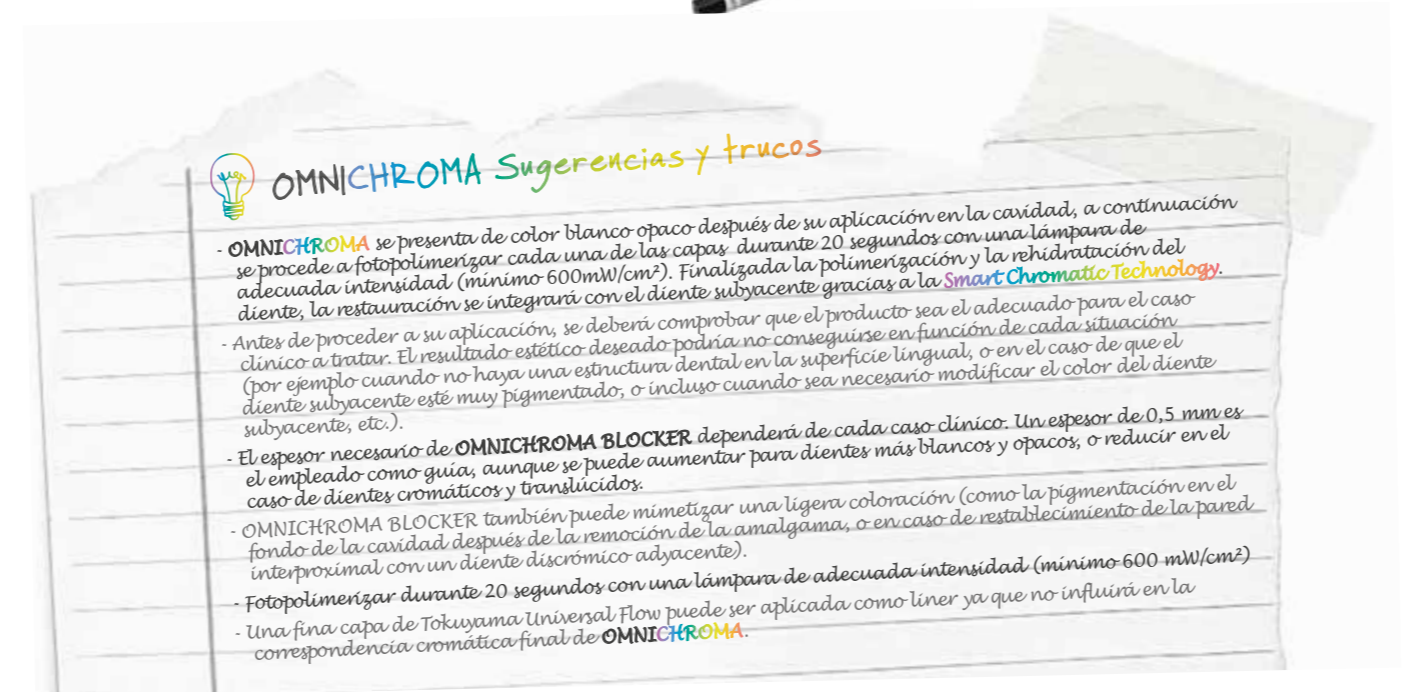 OMNICHROMA Sugerencias y trucos
- OMNICHROMA se presenta de color blanco opaco después de su aplicación en la cavidad, a continuación
se procede a fotopolimerizar cada una de las capas durante 20 segundos con una lámpara de
adecuada intensidad (mínimo 600mW/cm²). Finalizada la polimerización y la rehidratación del
diente, la restauración se integrará con el diente subyacente gracias a la Smart Chromatic Technology.
- Antes de proceder a su aplicación, se deberá comprobar que el producto sea el adecuado para el caso
clínico a tratar. El resultado estético deseado podría no conseguirse en función de cada situación
(por ejemplo cuando no haya una estructura dental en la superficie lingual, o en el caso de que el
diente subyacente esté muy pigmentado, o incluso cuando sea necesario modificar el color del diente
subyacente, etc.).
- El espesor necesario de OMNICHROMA BLOCKER dependerá de cada caso clínico. Un espesor de 0,5 mm es
el empleado como guía, aunque se puede aumentar para dientes más blancos y opacos, o reducir en el
caso de dientes cromáticos y translúcidos.
- OMNICHROMA BLOCKER también puede mimetizar una ligera coloración (como la pigmentación en el
fondo de la cavidad después de la remoción de la amalgama, o en caso de restablecimiento de la pared
interproximal con un diente discrómico adyacente).
- Fotopolimerizar durante 20 segundos con una lámpara de adecuada intensidad (mínimo 600 mW/cm²)
- Una fina capa de Tokuyama Universal Flow puede ser aplicada como liner ya que no influirá en la
correspondencia cromática final de OMNICHROMA.